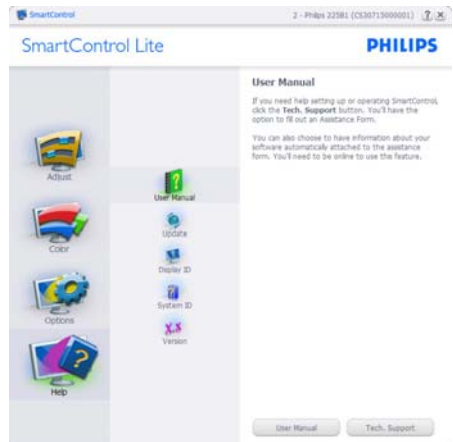 SmartControl
2 - Philips 225B1 (CS30715000001) ? X
SmartControl Lite
PHILIPS
Adjust
Color
Options
Help
User Manual
Update
Display ID
System ID
X.x
Version
User Manual
If you need help setting up or operating SmartControl,
click the Tech. Support button. You'll have the
option to fill out an Assistance Form.
You can also choose to have information about your
software automatically attached to the assistance
form. You'll need to be online to use this feature.
User Manual
Tech. Support